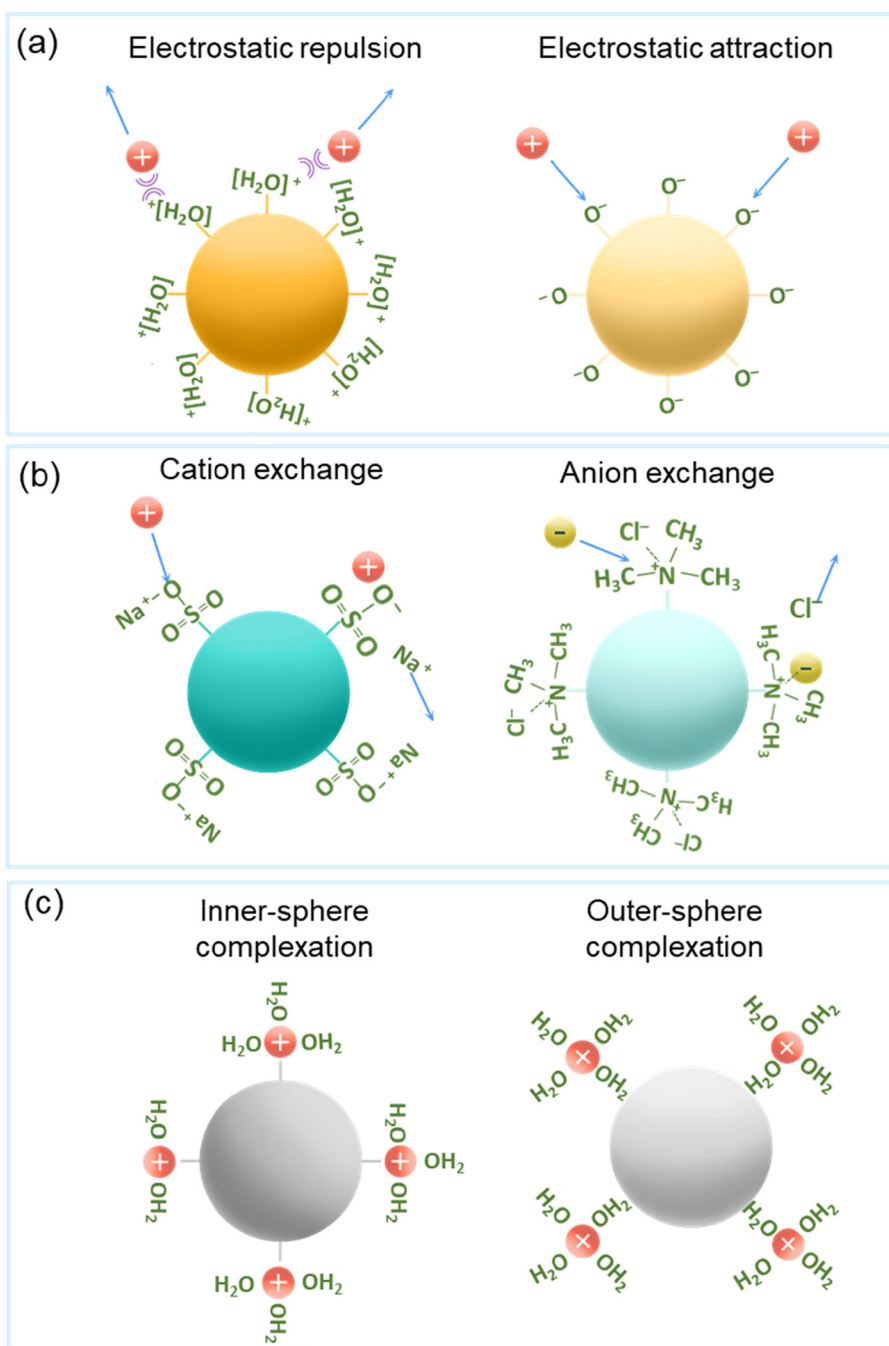 (a)
Electrostatic repulsion
Electrostatic attraction
+
+
+
+
+[H₂O]
[H₂O]+
[H₂O]+
[H₂O]+
[H₂O]+
[H₂O]+
+[H₂O]
+[H₂O]
O⁻
O⁻
O⁻
-O
O⁻
-O
O⁻
O⁻
(b)
Cation exchange
Anion exchange
+
Na⁺–O
O=S=O
+
O=S=O
O⁻
Na⁺
O=S=O
O⁻–Na⁺
O=S=O
O⁻–Na⁺
-
Cl⁻
CH₃
H₃C–N⁺–CH₃
Cl⁻
CH₃
CH₃
N⁺
Cl⁻
H₃C
H₃C
-
N⁺
CH₃
CH₃
CH₃
N⁺
H₃C
CH₃
Cl⁻
(c)
Inner-sphere
complexation
Outer-sphere
complexation
H₂O
H₂O + OH₂
H₂O
+
OH₂
H₂O
+ OH₂
OH₂
H₂O + OH₂
OH₂
H₂O OH₂
+
H₂O OH₂
H₂O OH₂
+
H₂O OH₂
H₂O OH₂
+
H₂O OH₂
H₂O OH₂
+
H₂O OH₂